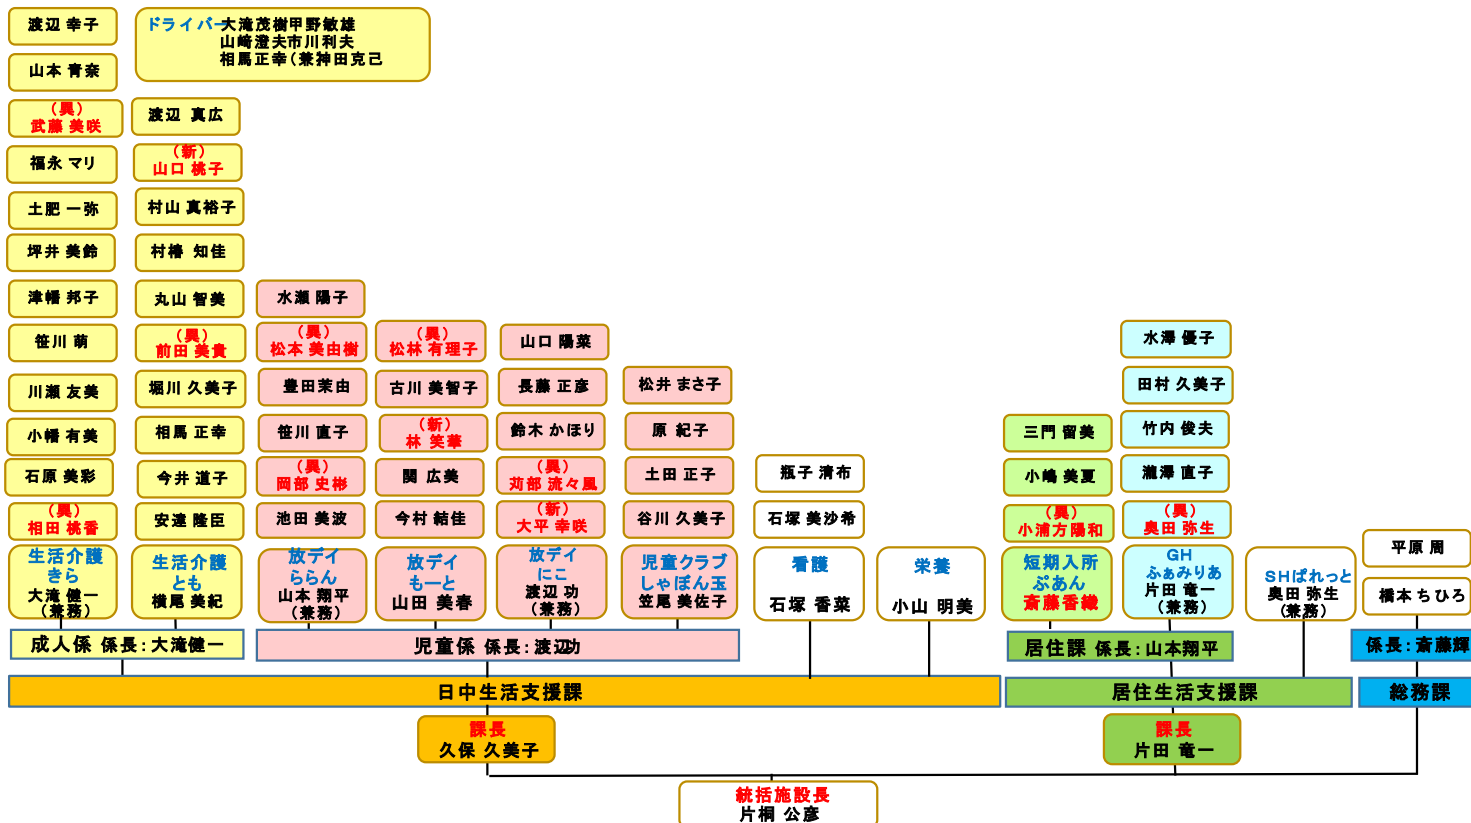 渡辺 幸子
山本 青奈
(異)
武藤 美咲
福永 マリ
土肥 一弥
坪井 美鈴
津幡 邦子
笹川 萌
川瀬 友美
小幡 有美
石原 美彩
(異)
相田 桃香
生活介護
きら
大滝 健一
(兼務)
ドライバー大滝茂樹甲野敏雄
山﨑澄夫市川利夫
相馬正幸(兼神田克己
渡辺 真広
(新)
山口 桃子
村山 真裕子
村椿 知佳
丸山 智美
(異)
前田 美貴
堀川 久美子
相馬 正幸
今井 道子
安達 隆臣
生活介護
とも
横尾 美紀
水瀬 陽子
(異)
松本 美由樹
豊田茉由
笹川 直子
(異)
岡部 史彬
池田 美波
放デイ
ららん
山本 翔平
(兼務)
(異)
松林 有理子
古川 美智子
(新)
林 笑華
関 広美
今村 結佳
放デイ
もーと
山田 美春
山口 陽菜
長藤 正彦
鈴木 かほり
(異)
苅部 流々風
(新)
大平 幸咲
放デイ
にこ
渡辺 功
(兼務)
松井 まさ子
原 紀子
土田 正子
谷川 久美子
児童クラブ
しゃぼん玉
笠尾 美佐子
瓶子 清布
石塚 美沙希
看護
石塚 香菜
栄養
小山 明美
三門 留美
小嶋 美夏
(異)
小浦方陽和
短期入所
ぷあん
斎藤香織
水澤 優子
田村 久美子
竹内 俊夫
瀧澤 直子
(異)
奥田 弥生
GH
ふぁみりあ
片田 竜一
(兼務)
SHぱれっと
奥田 弥生
(兼務)
平原 周
橋本 ちひろ
成人係 係長:大滝健一
児童係 係長:渡辺功
居住課 係長:山本翔平
係長:斎藤輝
日中生活支援課
居住生活支援課
総務課
課長
久保 久美子
課長
片田 竜一
統括施設長
片桐 公彦